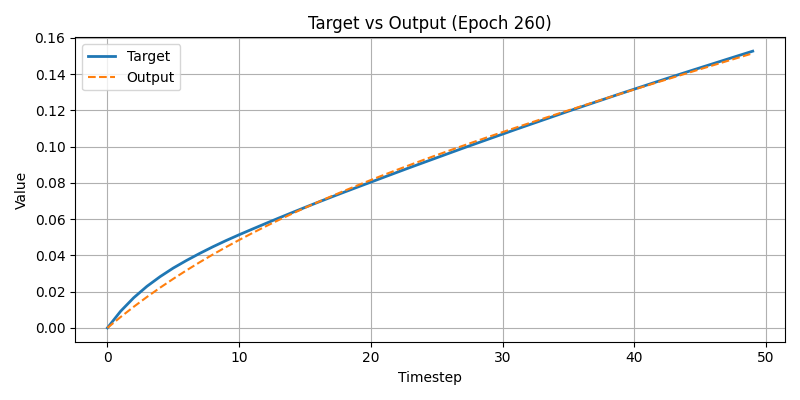 Target vs Output (Epoch 260)
Target
Output
Value
0.16
0.14
0.12
0.10
0.08
0.06
0.04
0.02
0.00
0 10 20 30 40 50
Timestep